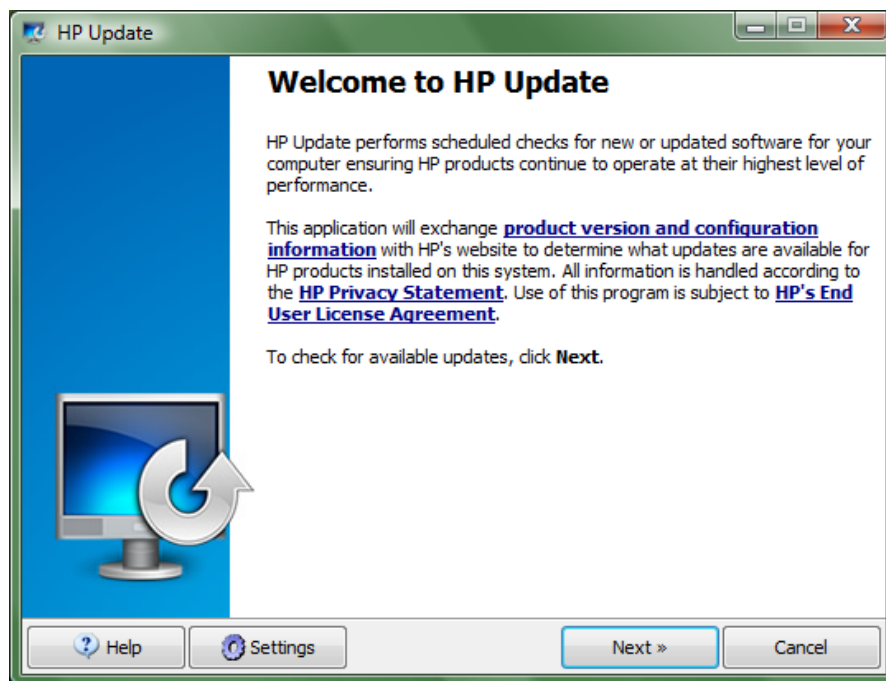 HP Update
Welcome to HP Update
HP Update performs scheduled checks for new or updated software for your
computer ensuring HP products continue to operate at their highest level of
performance.
This application will exchange product version and configuration
information with HP's website to determine what updates are available for
HP products installed on this system. All information is handled according to
the HP Privacy Statement. Use of this program is subject to HP's End
User License Agreement.
To check for available updates, click Next.
Help Settings Next » Cancel